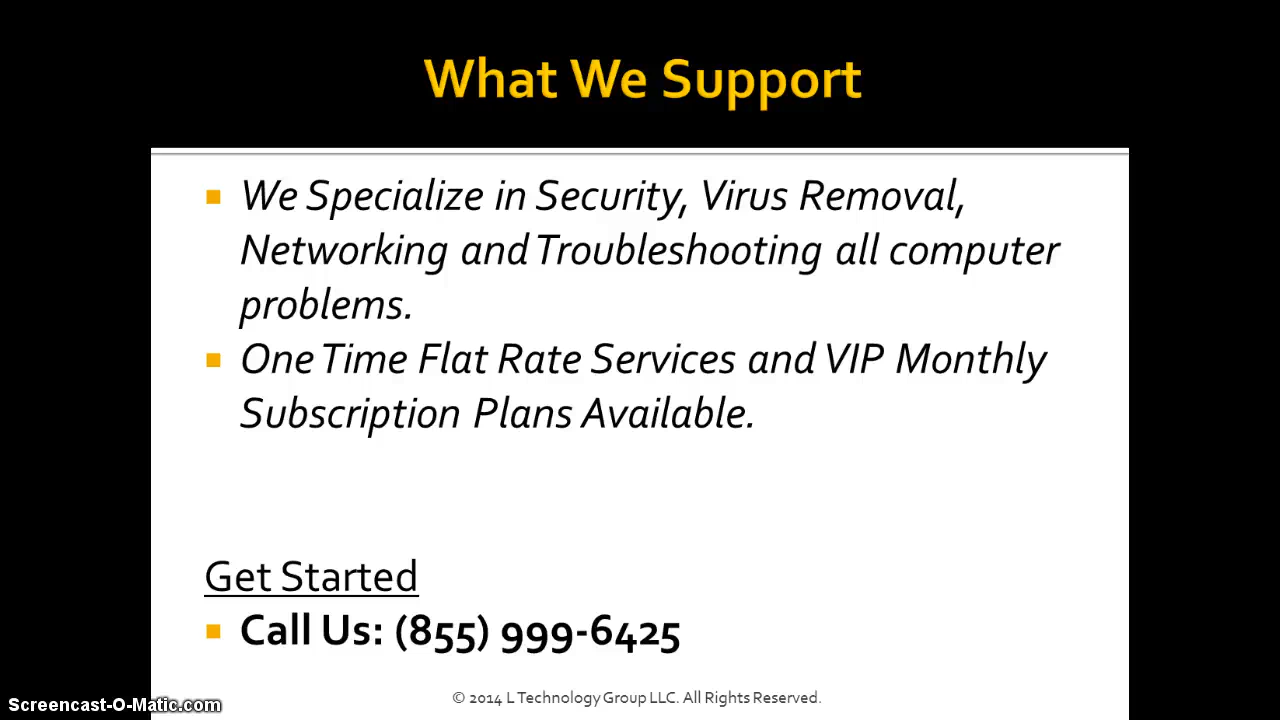 What We Support
We Specialize in Security, Virus Removal,
Networking and Troubleshooting all computer
problems.
One Time Flat Rate Services and VIP Monthly
Subscription Plans Available.
Get Started
Call Us: (855) 999-6425
© 2014 L Technology Group LLC. All Rights Reserved.
Screencast-O-Matic.com